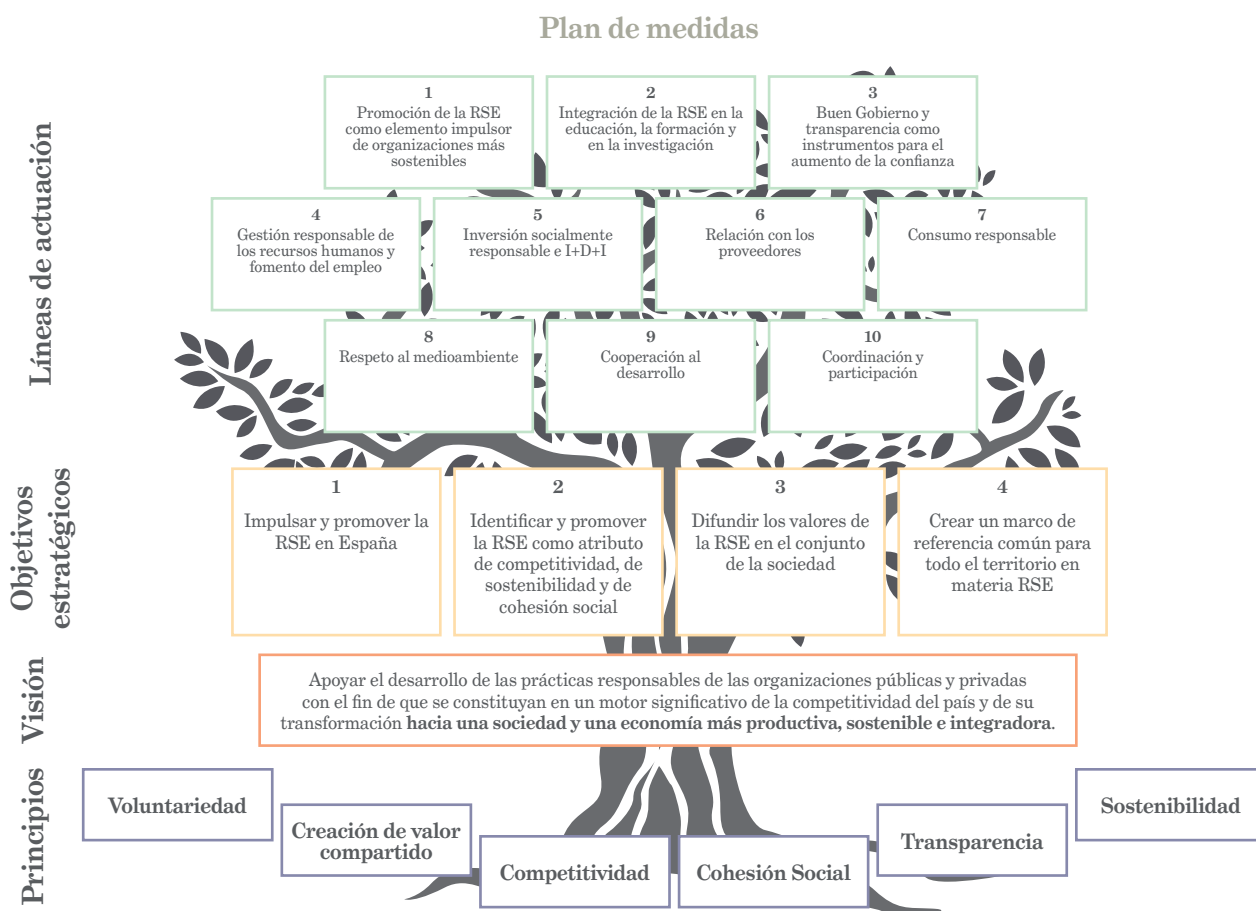 Plan de medidas
Líneas de actuación
1
Promoción de la RSE
como elemento impulsor
de organizaciones más
sostenibles
2
Integración de la RSE en la
educación, la formación y
en la investigación
3
Buen Gobierno y
transparencia como
instrumentos para el
aumento de la confianza
4
Gestión responsable de
los recursos humanos y
fomento del empleo
5
Inversión socialmente
responsable e I+D+I
6
Relación con los
proveedores
7
Consumo responsable
8
Respeto al medioambiente
9
Cooperación al
desarrollo
10
Coordinación y
participación
Objetivos
estratégicos
1
Impulsar y promover la
RSE en España
2
Identificar y promover
la RSE como atributo
de competitividad, de
sostenibilidad y de
cohesión social
3
Difundir los valores de
la RSE en el conjunto
de la sociedad
4
Crear un marco de
referencia común para
todo el territorio en
materia RSE
Visión
Apoyar el desarrollo de las prácticas responsables de las organizaciones públicas y privadas
con el fin de que se constituyan en un motor significativo de la competitividad del país y de su
transformación hacia una sociedad y una economía más productiva, sostenible e integradora.
Principios
Voluntariedad
Creación de valor
compartido
Competitividad
Cohesión Social
Transparencia
Sostenibilidad